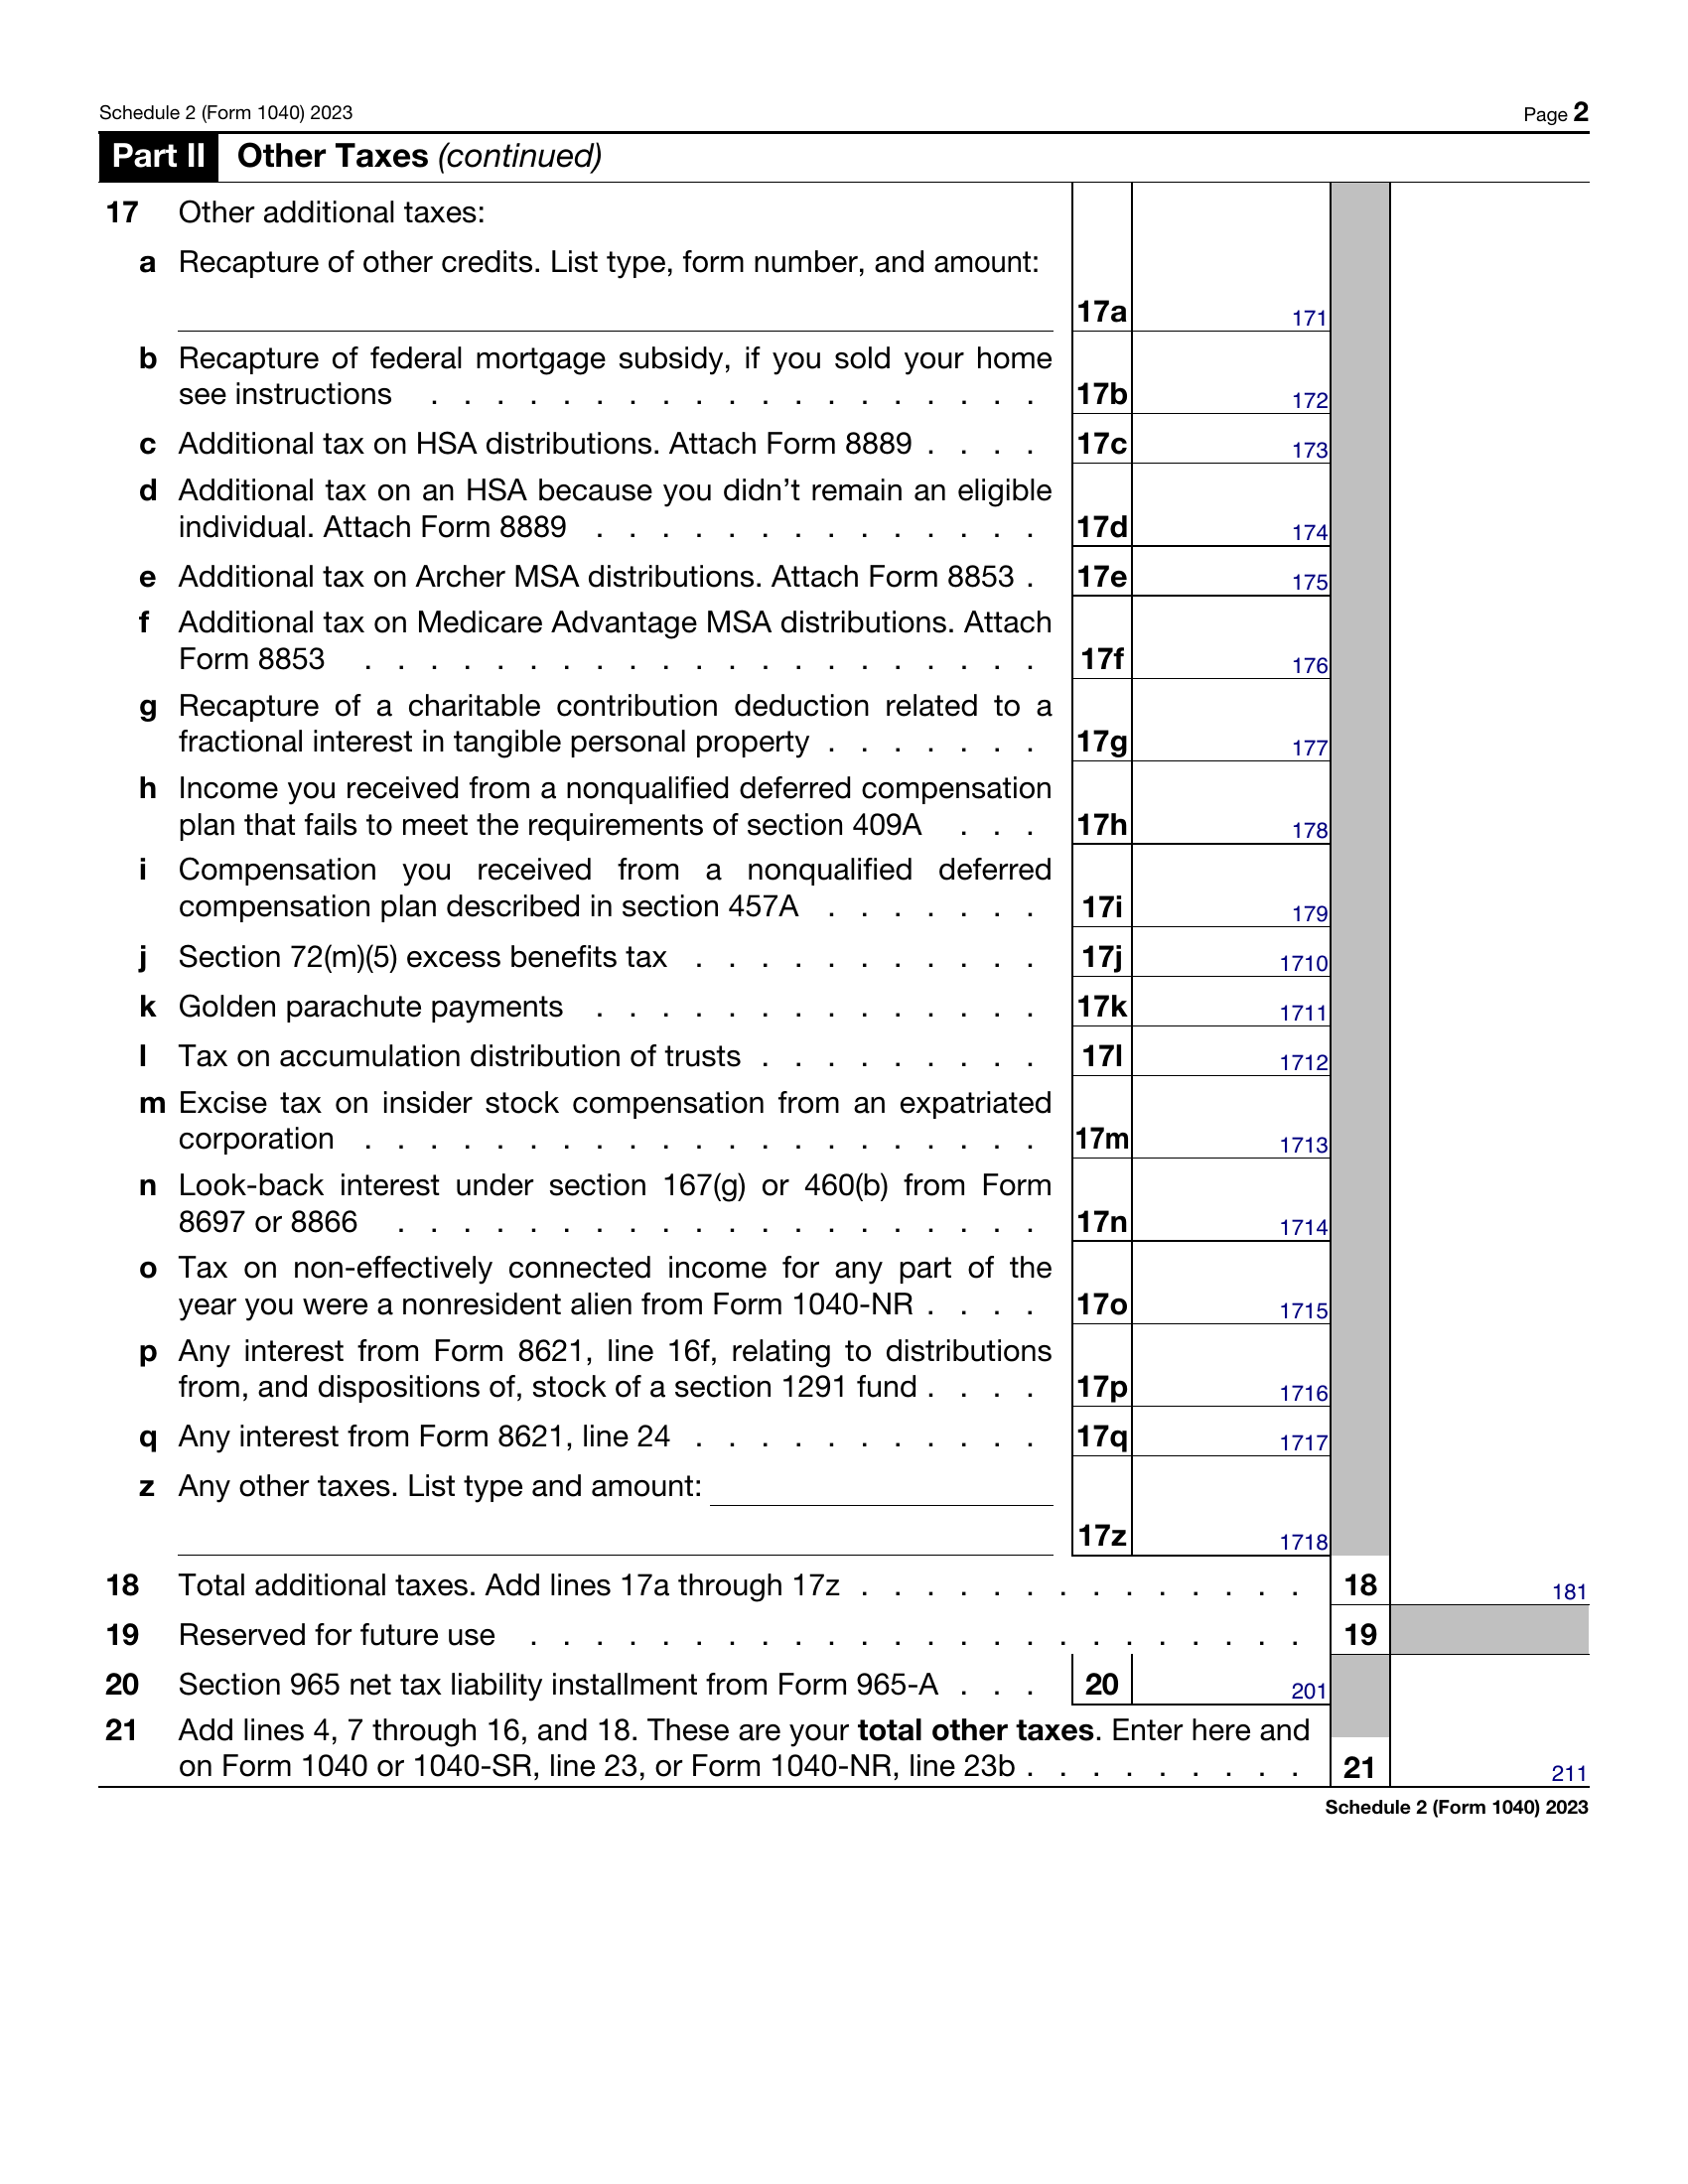 Schedule 2 (Form 1040) 2023 Page 2
Part II Other Taxes (continued)
17 Other additional taxes:
a Recapture of other credits. List type, form number, and amount:
17a 171
b Recapture of federal mortgage subsidy, if you sold your home
see instructions . . . . . . . . . . . . . . . . . . . 17b 172
c Additional tax on HSA distributions. Attach Form 8889 . . . . 17c 173
d Additional tax on an HSA because you didn’t remain an eligible
individual. Attach Form 8889 . . . . . . . . . . . . . . 17d 174
e Additional tax on Archer MSA distributions. Attach Form 8853 . 17e 175
f Additional tax on Medicare Advantage MSA distributions. Attach
Form 8853 . . . . . . . . . . . . . . . . . . . . . 17f 176
g Recapture of a charitable contribution deduction related to a
fractional interest in tangible personal property . . . . . . . 17g 177
h Income you received from a nonqualified deferred compensation
plan that fails to meet the requirements of section 409A . . . 17h 178
i Compensation you received from a nonqualified deferred
compensation plan described in section 457A . . . . . . . 17i 179
j Section 72(m)(5) excess benefits tax . . . . . . . . . . . 17j 1710
k Golden parachute payments . . . . . . . . . . . . . . 17k 1711
l Tax on accumulation distribution of trusts . . . . . . . . . 17l 1712
m Excise tax on insider stock compensation from an expatriated
corporation . . . . . . . . . . . . . . . . . . . . . 17m 1713
n Look-back interest under section 167(g) or 460(b) from Form
8697 or 8866 . . . . . . . . . . . . . . . . . . . . 17n 1714
o Tax on non-effectively connected income for any part of the
year you were a nonresident alien from Form 1040-NR . . . . 17o 1715
p Any interest from Form 8621, line 16f, relating to distributions
from, and dispositions of, stock of a section 1291 fund . . . . 17p 1716
q Any interest from Form 8621, line 24 . . . . . . . . . . . 17q 1717
z Any other taxes. List type and amount:
17z 1718
18 Total additional taxes. Add lines 17a through 17z . . . . . . . . . . . . . . 18 181
19 Reserved for future use . . . . . . . . . . . . . . . . . . . . . . . . 19
20 Section 965 net tax liability installment from Form 965-A . . . 20 201
21 Add lines 4, 7 through 16, and 18. These are your total other taxes. Enter here and
on Form 1040 or 1040-SR, line 23, or Form 1040-NR, line 23b . . . . . . . . . 21 211
Schedule 2 (Form 1040) 2023